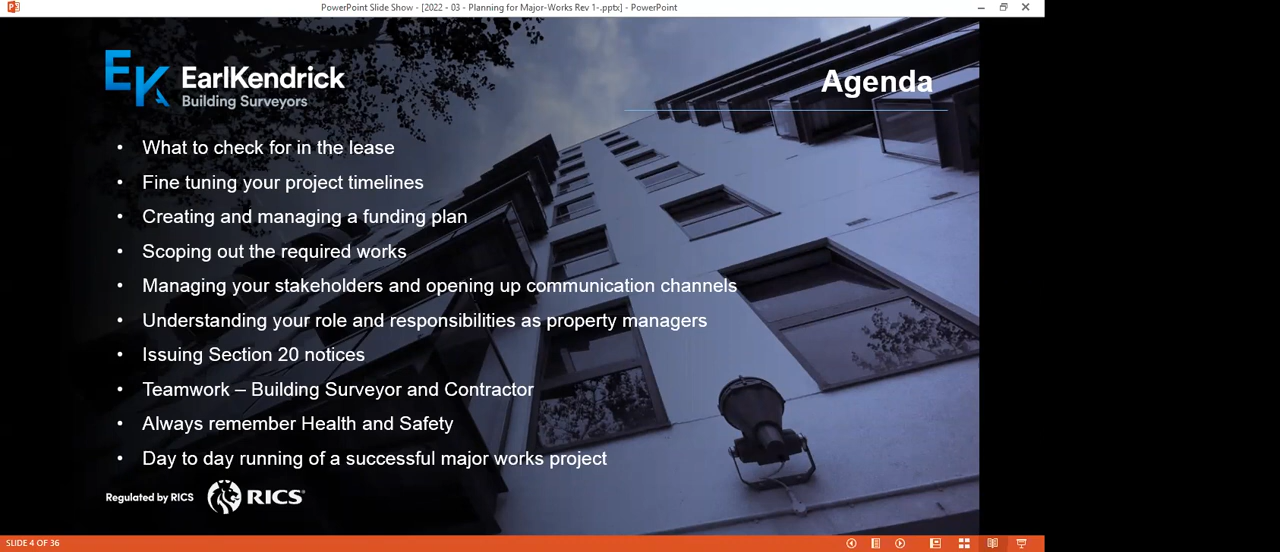 PowerPoint Slide Show - [2022 - 03 - Planning for Major-Works Rev 1-.pptx] - PowerPoint
EK EarlKendrick
Building Surveyors
Agenda
• What to check for in the lease
• Fine tuning your project timelines
• Creating and managing a funding plan
• Scoping out the required works
• Managing your stakeholders and opening up communication channels
• Understanding your role and responsibilities as property managers
• Issuing Section 20 notices
• Teamwork – Building Surveyor and Contractor
• Always remember Health and Safety
• Day to day running of a successful major works project
Regulated by RICS RICS®
SLIDE 4 OF 36